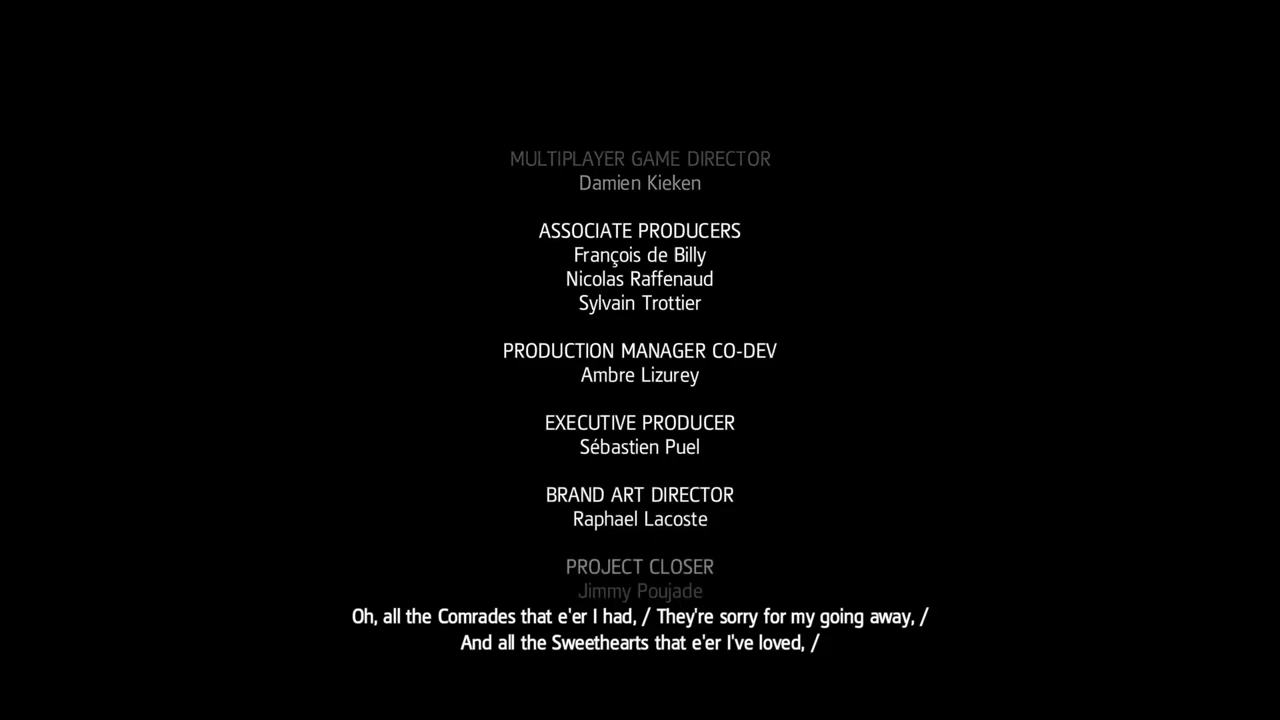 MULTIPLAYER GAME DIRECTOR
Damien Kieken
ASSOCIATE PRODUCERS
François de Billy
Nicolas Raffenaud
Sylvain Trottier
PRODUCTION MANAGER CO-DEV
Ambre Lizurey
EXECUTIVE PRODUCER
Sébastien Puel
BRAND ART DIRECTOR
Raphael Lacoste
PROJECT CLOSER
Jimmy Poujade
Oh, all the Comrades that e'er I had, / They're sorry for my going away, /
And all the Sweethearts that e'er I've loved, /